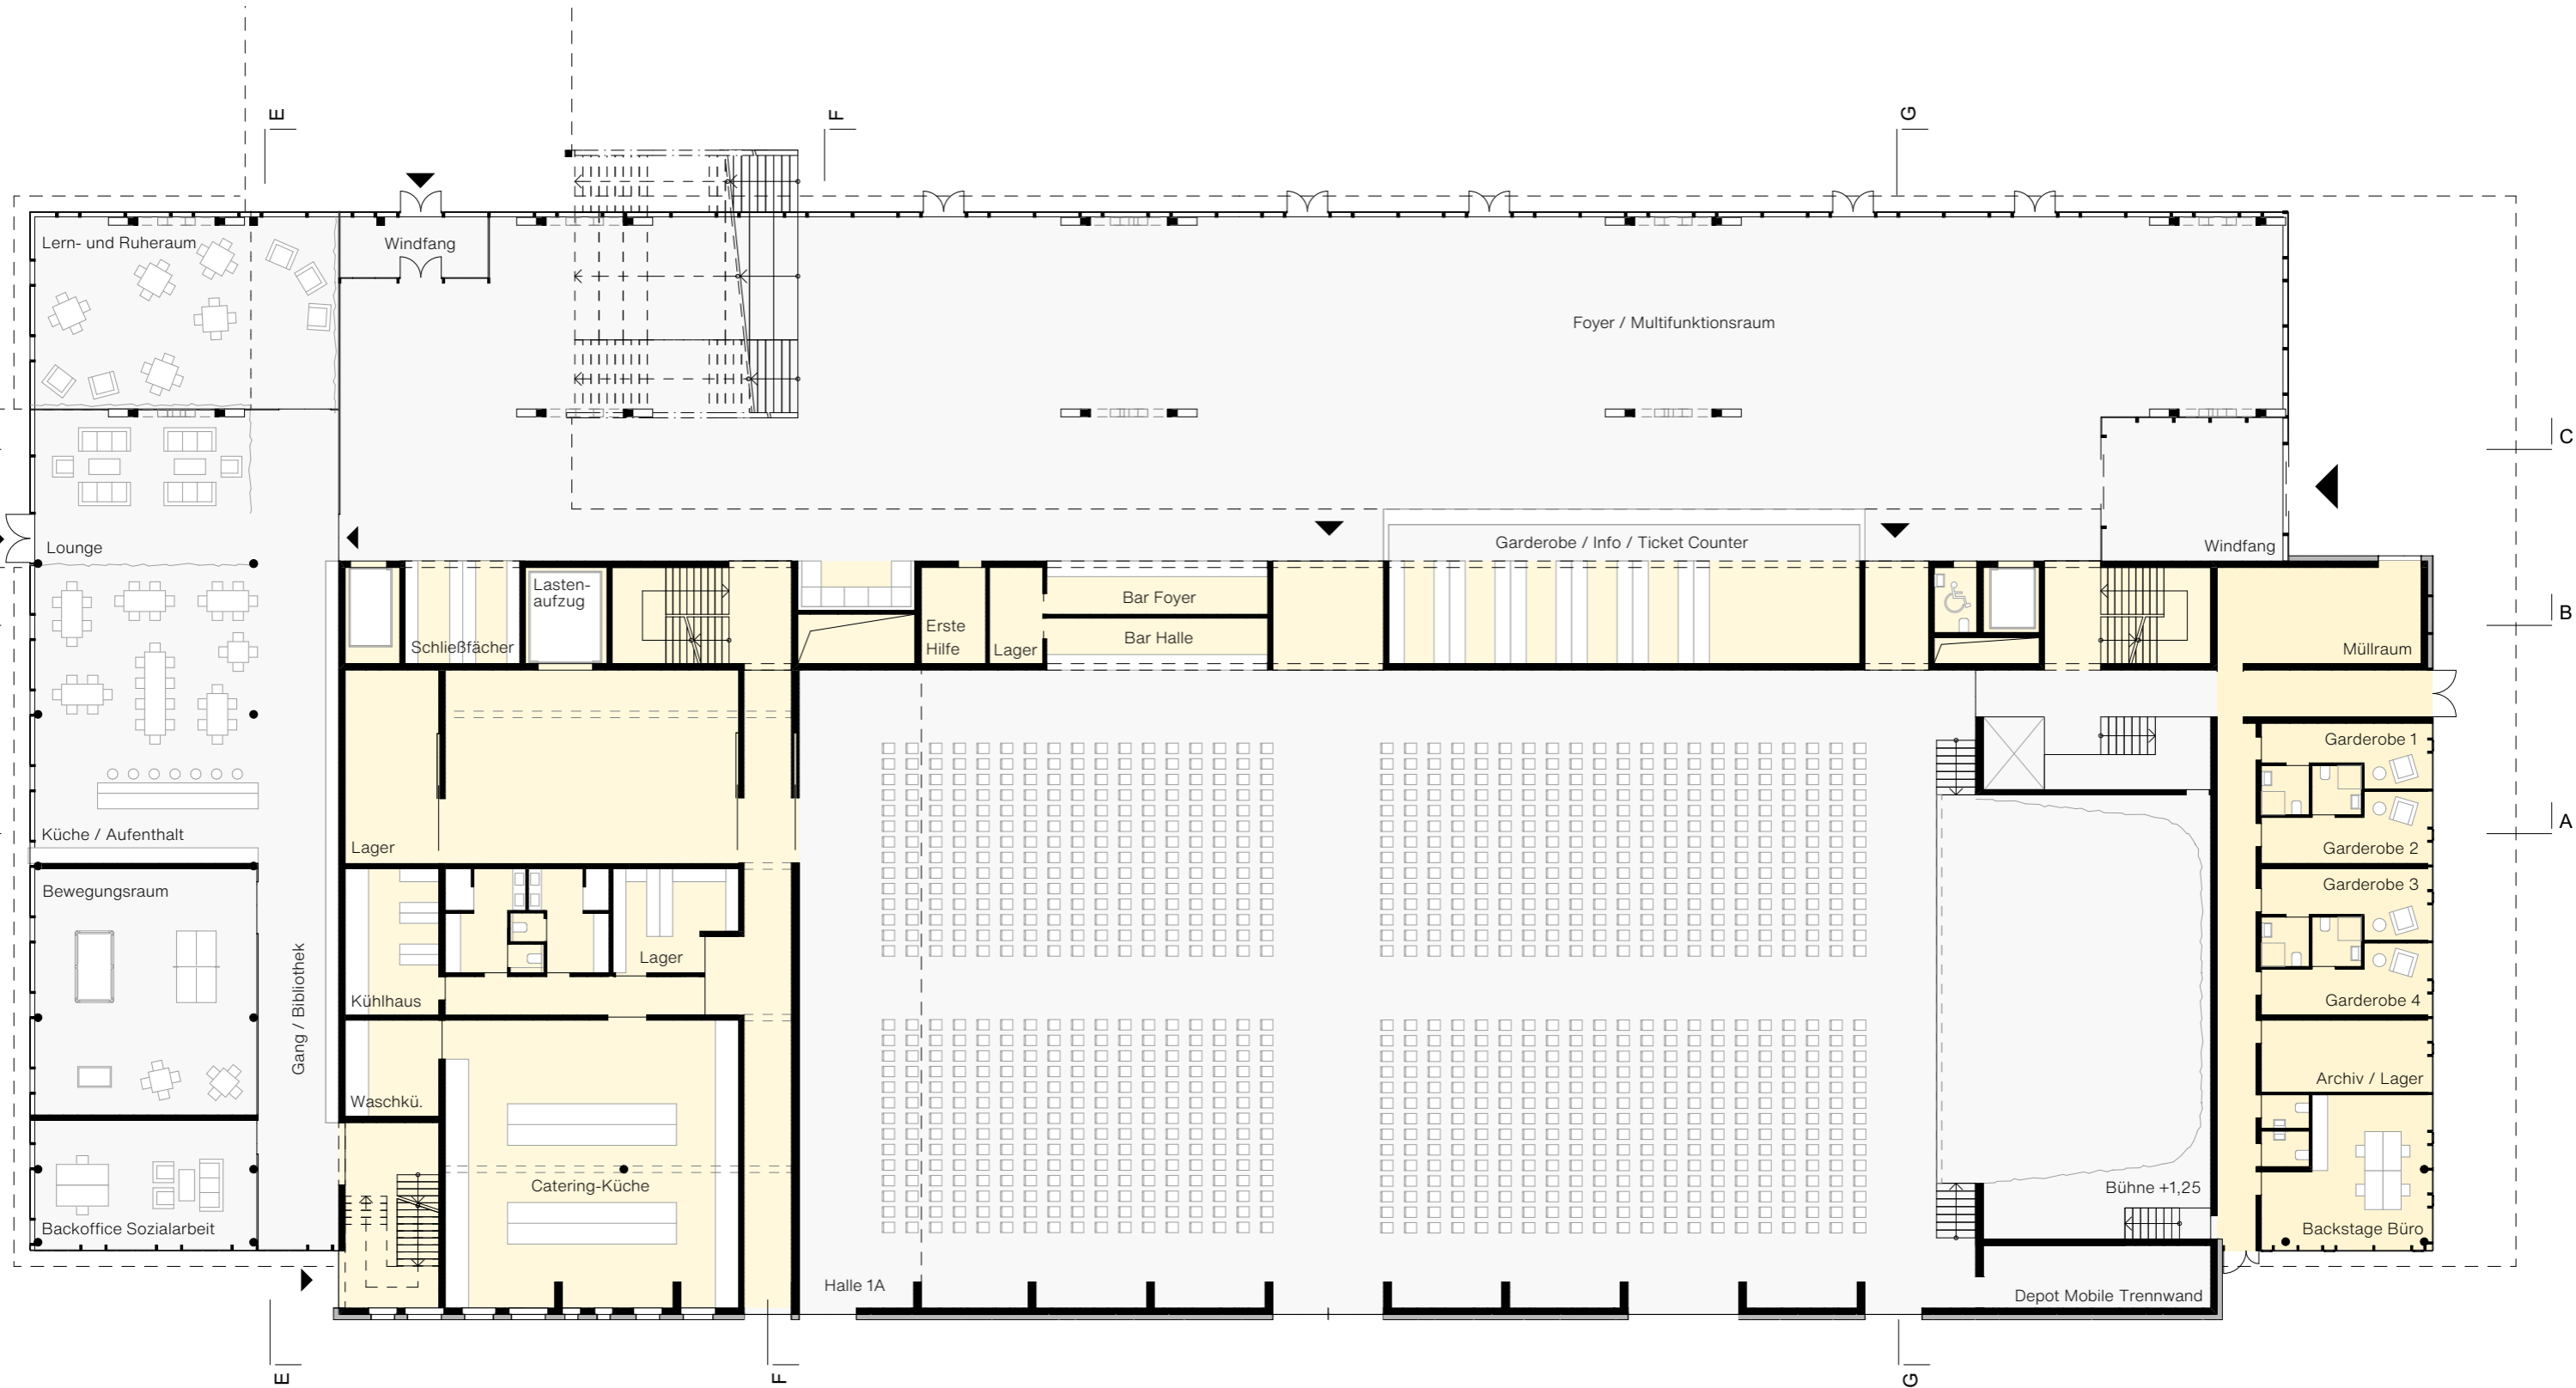 E
F
G
Lern- und Ruheraum
Windfang
Foyer / Multifunktionsraum
C
Lounge
Garderobe / Info / Ticket Counter
Windfang
Lasten-
aufzug
Schließfächer
Erste
Hilfe
Lager
Bar Foyer
Bar Halle
Müllraum
B
Garderobe 1
Küche / Aufenthalt
Lager
Garderobe 2
A
Bewegungsraum
Garderobe 3
Gang / Bibliothek
Kühlhaus
Lager
Garderobe 4
Waschkü.
Archiv / Lager
Catering-Küche
Bühne +1,25
Backoffice Sozialarbeit
Backstage Büro
Halle 1A
Depot Mobile Trennwand
E
F
G